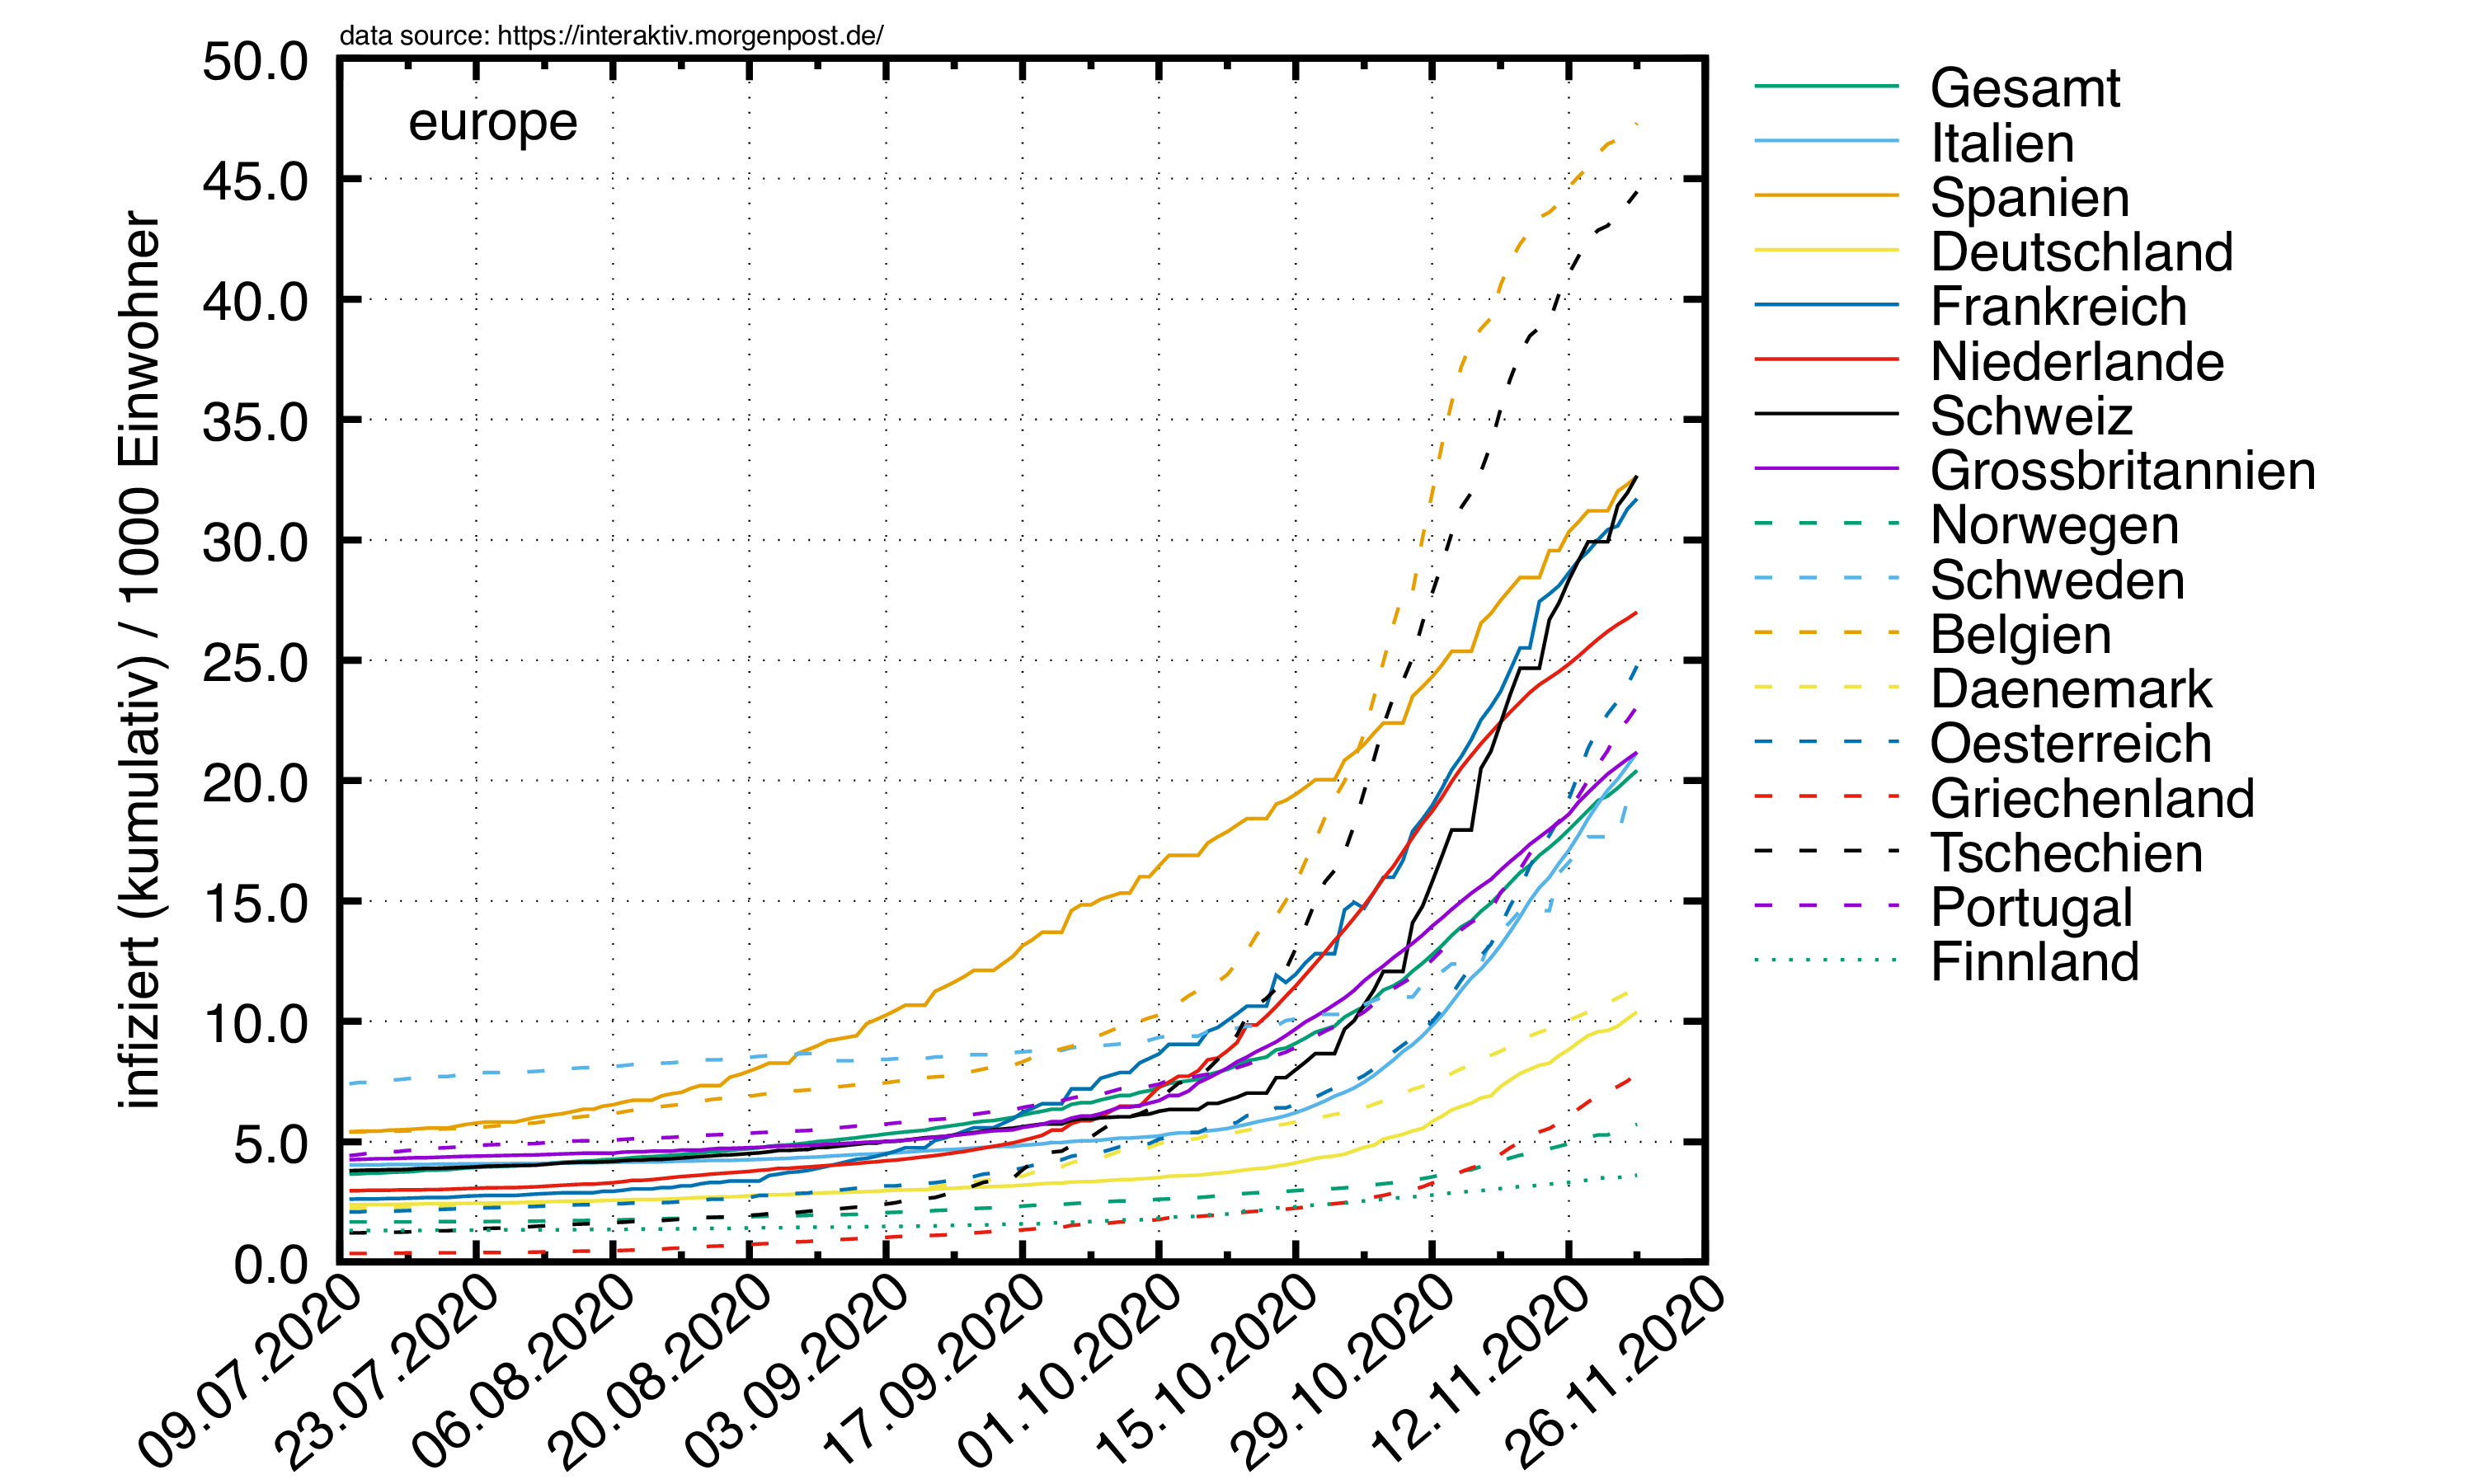 data source: https://interaktiv.morgenpost.de/
europe
infiziert (kumulativ) / 1000 Einwohner
50.0
45.0
40.0
35.0
30.0
25.0
20.0
15.0
10.0
5.0
0.0
09.07.2020
23.07.2020
06.08.2020
20.08.2020
03.09.2020
17.09.2020
01.10.2020
15.10.2020
29.10.2020
12.11.2020
26.11.2020
Gesamt
Italien
Spanien
Deutschland
Frankreich
Niederlande
Schweiz
Grossbritannien
Norwegen
Schweden
Belgien
Daenemark
Oesterreich
Griechenland
Tschechien
Portugal
Finnland